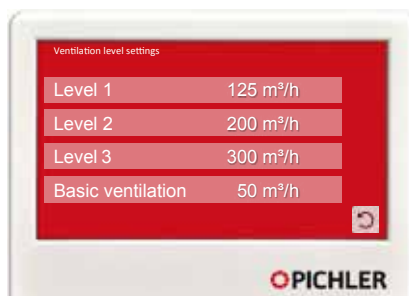 Ventilation level settings
Level 1 125 m³/h
Level 2 200 m³/h
Level 3 300 m³/h
Basic ventilation 50 m³/h
PICHLER